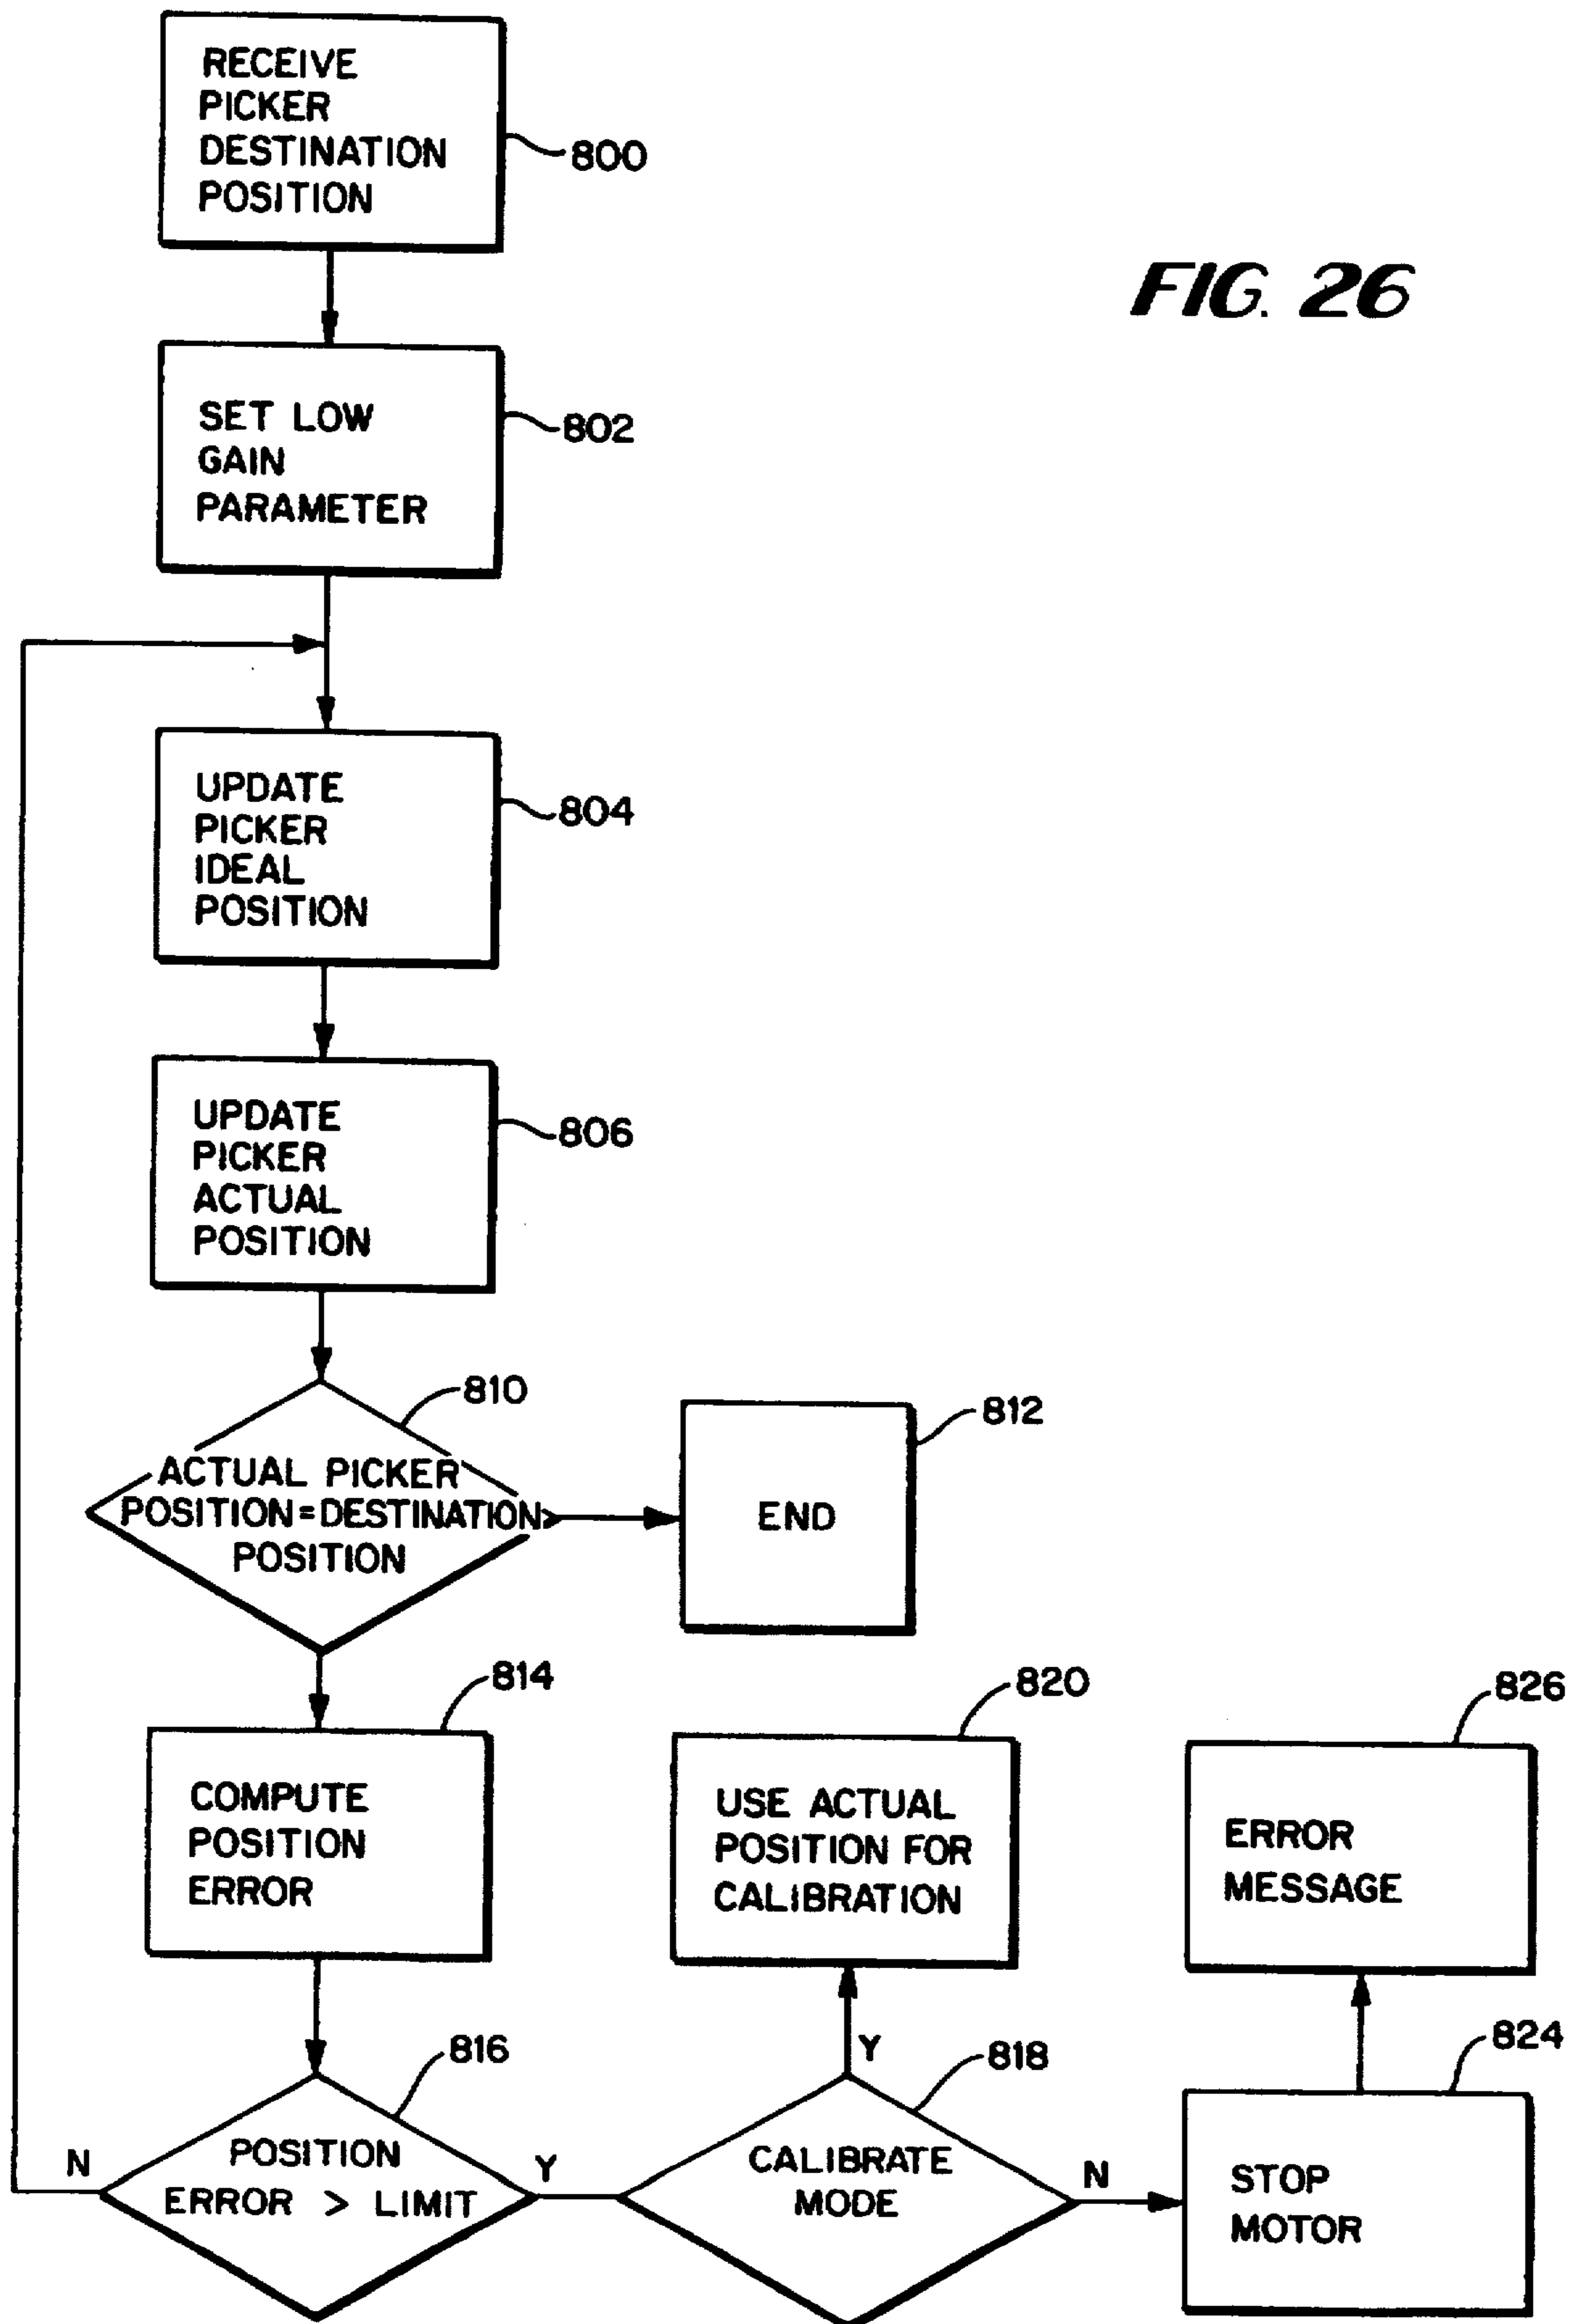 RECEIVE
PICKER
DESTINATION
POSITION
800
FIG. 26
SET LOW
GAIN
PARAMETER
802
UPDATE
PICKER
IDEAL
POSITION
804
UPDATE
PICKER
ACTUAL
POSITION
806
810
ACTUAL PICKER
POSITION=DESTINATION
POSITION
812
END
814
COMPUTE
POSITION
ERROR
820
USE ACTUAL
POSITION FOR
CALIBRATION
826
ERROR
MESSAGE
816
N
POSITION
ERROR > LIMIT
Y
818
Y
CALIBRATE
MODE
N
824
STOP
MOTOR